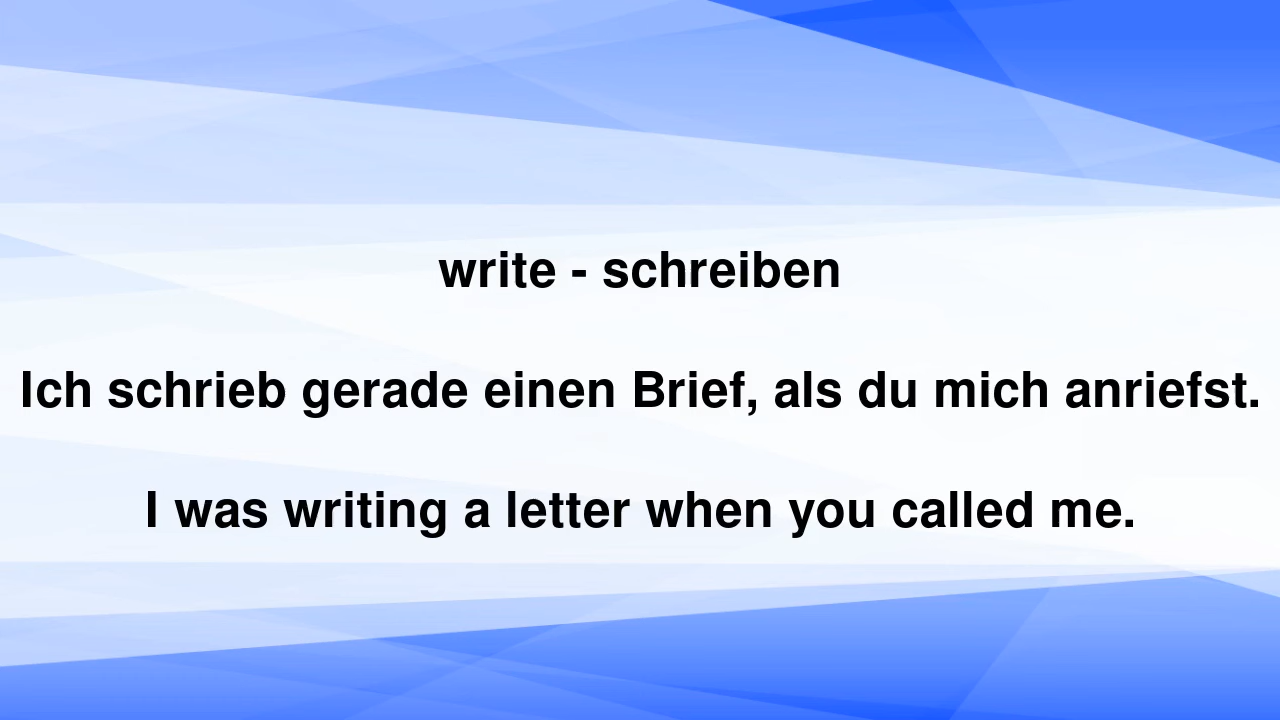 write - schreiben
Ich schrieb gerade einen Brief, als du mich anriefst.
I was writing a letter when you called me.